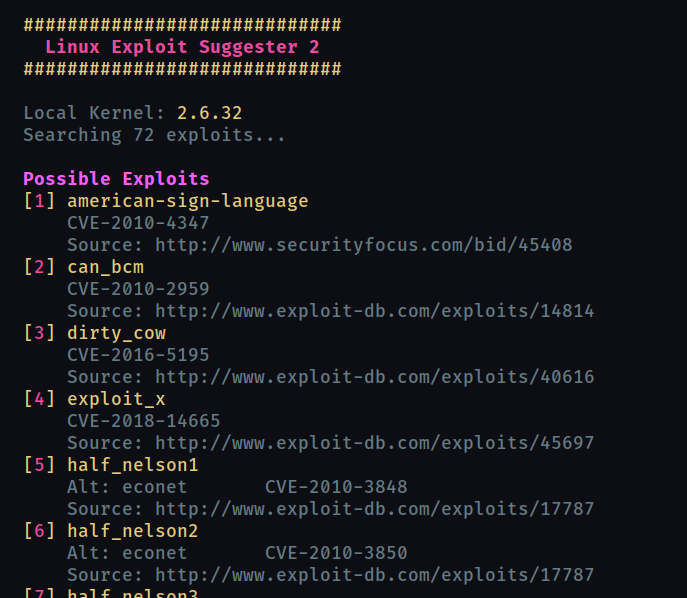 #############################
Linux Exploit Suggester 2
#############################
Local Kernel: 2.6.32
Searching 72 exploits...
Possible Exploits
[1] american-sign-language
CVE-2010-4347
Source: http://www.securityfocus.com/bid/45408
[2] can_bcm
CVE-2010-2959
Source: http://www.exploit-db.com/exploits/14814
[3] dirty_cow
CVE-2016-5195
Source: http://www.exploit-db.com/exploits/40616
[4] exploit_x
CVE-2018-14665
Source: http://www.exploit-db.com/exploits/45697
[5] half_nelson1
Alt: econet       CVE-2010-3848
Source: http://www.exploit-db.com/exploits/17787
[6] half_nelson2
Alt: econet       CVE-2010-3850
Source: http://www.exploit-db.com/exploits/17787
[7] half_nelson3